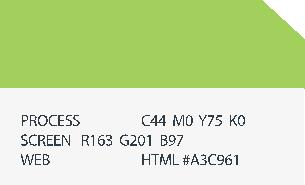 PROCESS C44 M0 Y75 K0
SCREEN R163 G201 B97
WEB HTML #A3C961